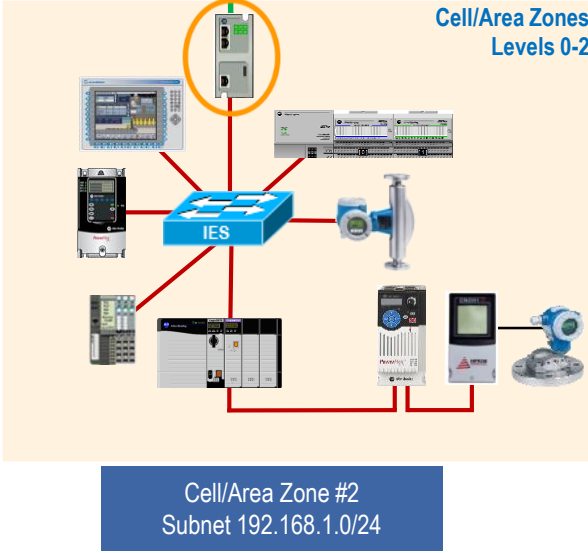 Cell/Area Zones
Levels 0-2
IES
Cell/Area Zone #2
Subnet 192.168.1.0/24